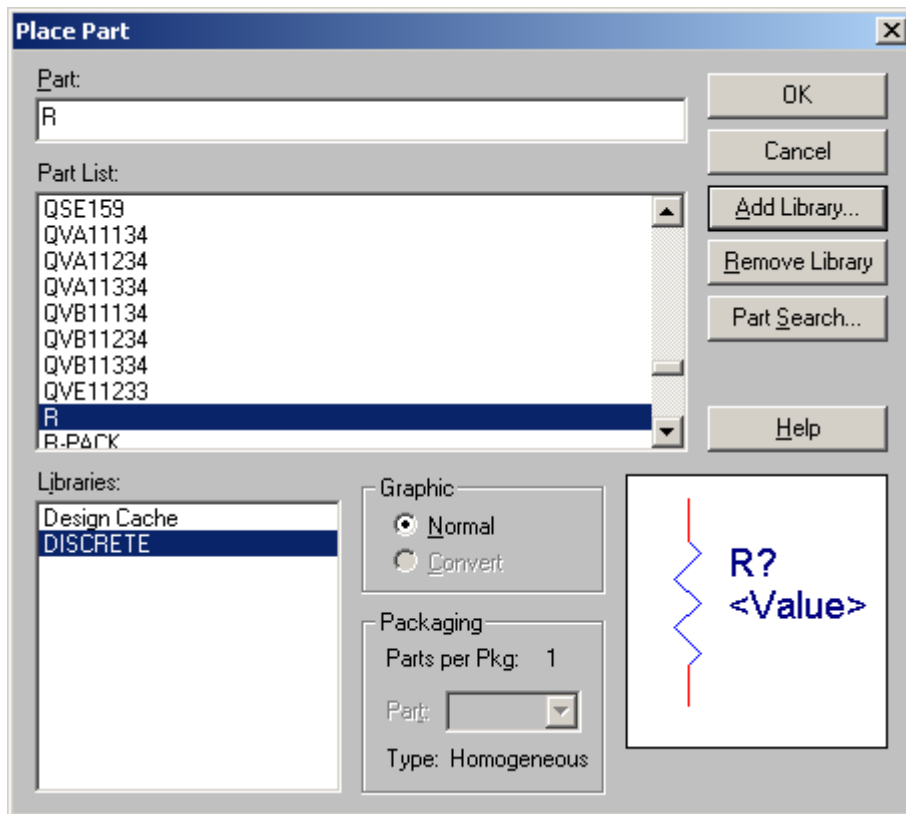 Place Part
Part:
R
OK
Cancel
Part List:
QSE159
QVA11134
QVA11234
QVA11334
QVB11134
QVB11234
QVB11334
QVE11233
R
R-PACK
Add Library...
Remove Library
Part Search...
Help
Libraries:
Design Cache
DISCRETE
Graphic
Normal
Convert
Packaging
Parts per Pkg: 1
Part:
Type: Homogeneous
R?
<Value>